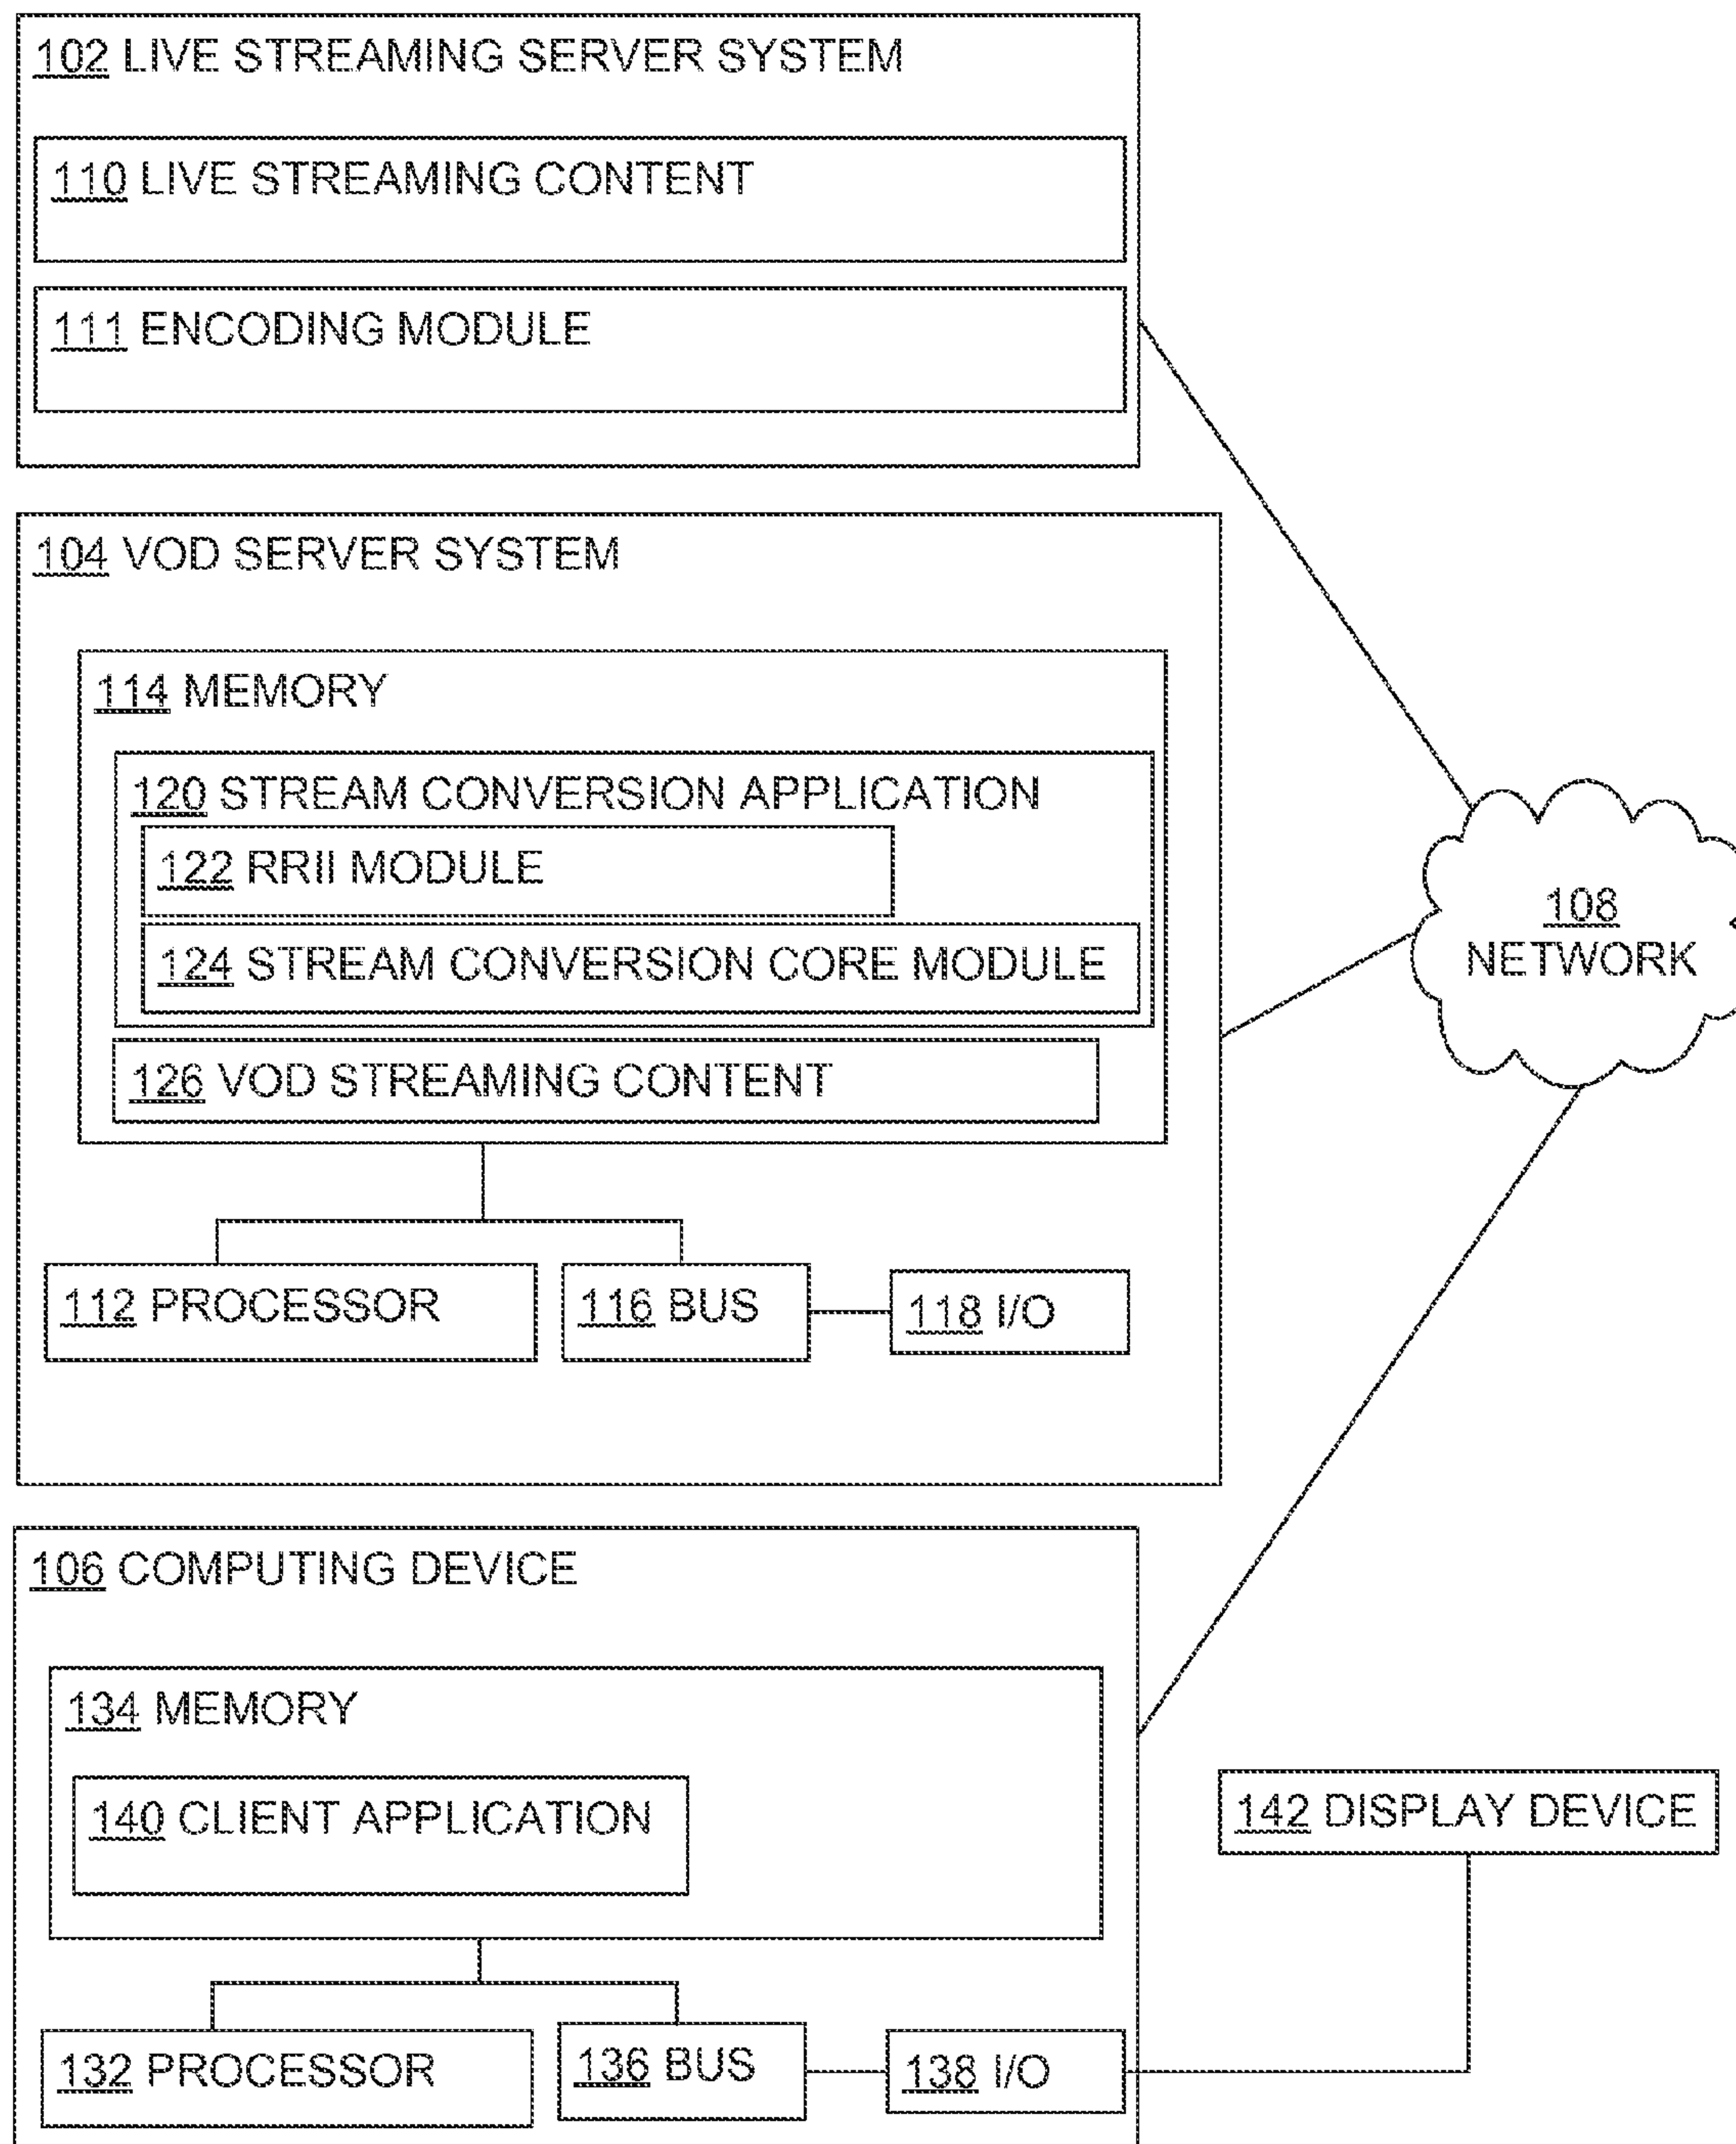 102 LIVE STREAMING SERVER SYSTEM
110 LIVE STREAMING CONTENT
111 ENCODING MODULE
104 VOD SERVER SYSTEM
114 MEMORY
120 STREAM CONVERSION APPLICATION
122 RRII MODULE
124 STREAM CONVERSION CORE MODULE
126 VOD STREAMING CONTENT
112 PROCESSOR
116 BUS
118 I/O
108
NETWORK
106 COMPUTING DEVICE
134 MEMORY
140 CLIENT APPLICATION
132 PROCESSOR
136 BUS
138 I/O
142 DISPLAY DEVICE